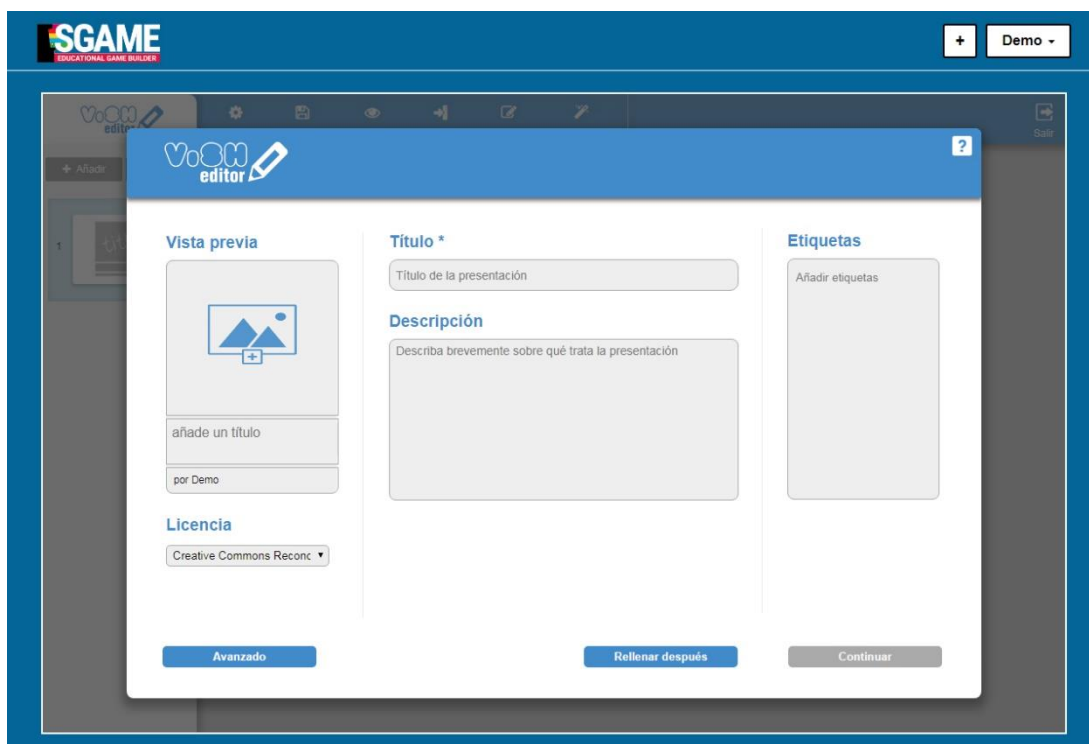 SGAME
EDUCATIONAL GAME BUILDER
+
Demo
editor
Salir
+ Añadir
1
ViSH
editor
?
Vista previa
Título *
Etiquetas
Título de la presentación
Añadir etiquetas
Descripción
Describa brevemente sobre qué trata la presentación
añade un título
por Demo
Licencia
Creative Commons Reconc
Avanzado
Rellenar después
Continuar